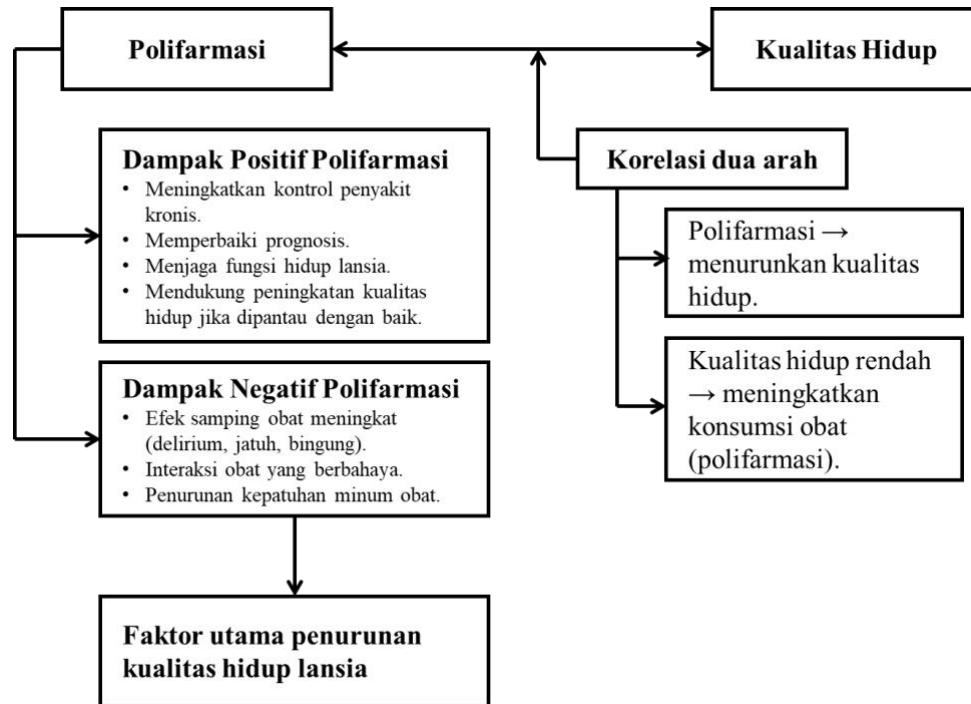 Polifarmasi
Kualitas Hidup
Dampak Positif Polifarmasi
• Meningkatkan kontrol penyakit
kronis.
• Memperbaiki prognosis.
• Menjaga fungsi hidup lansia.
• Mendukung peningkatan kualitas
hidup jika dipantau dengan baik.
Dampak Negatif Polifarmasi
• Efek samping obat meningkat
(delirium, jatuh, bingung).
• Interaksi obat yang berbahaya.
• Penurunan kepatuhan minum obat.
Faktor utama penurunan
kualitas hidup lansia
Korelasi dua arah
Polifarmasi →
menurunkan kualitas
hidup.
Kualitas hidup rendah
→ meningkatkan
konsumsi obat
(polifarmasi).